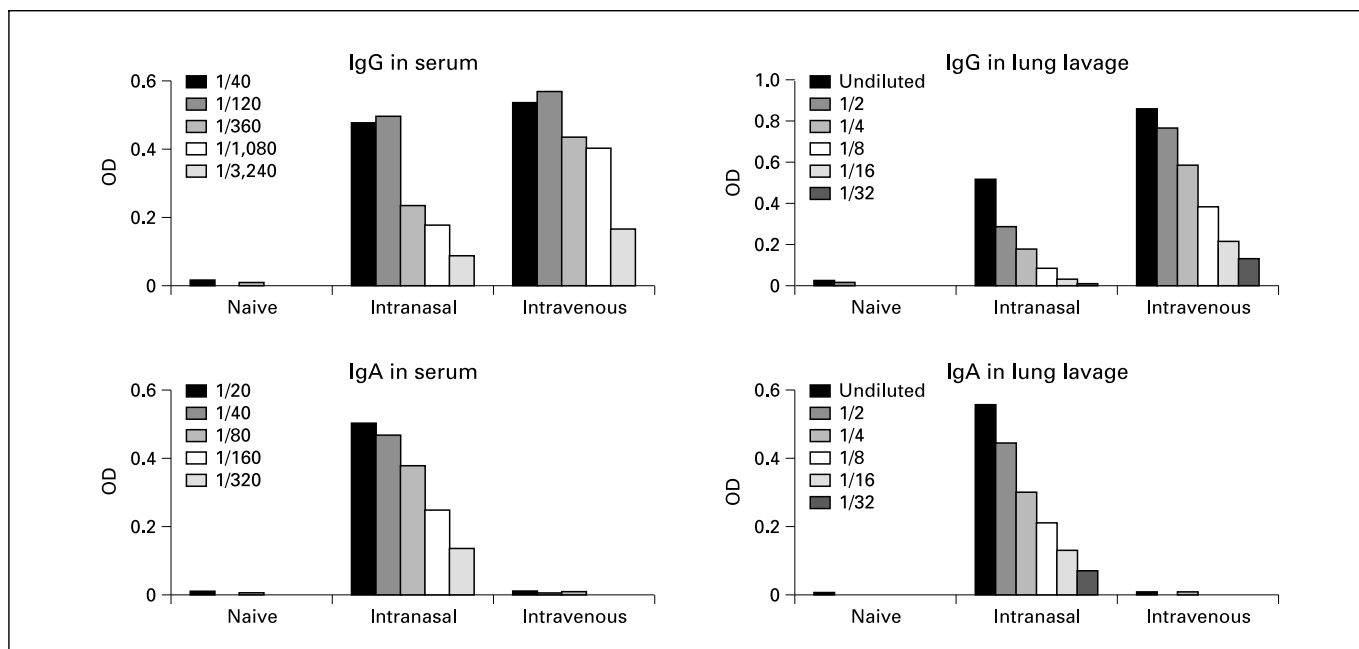 IgG in serum
0.6
0.4
0.2
0
OD
1/40
1/120
1/360
1/1,080
1/3,240
Naive Intranasal Intravenous
IgG in lung lavage
1.0
0.8
0.6
0.4
0.2
0
OD
Undiluted
1/2
1/4
1/8
1/16
1/32
Naive Intranasal Intravenous
IgA in serum
0.6
0.4
0.2
0
OD
1/20
1/40
1/80
1/160
1/320
Naive Intranasal Intravenous
IgA in lung lavage
0.6
0.4
0.2
0
OD
Undiluted
1/2
1/4
1/8
1/16
1/32
Naive Intranasal Intravenous